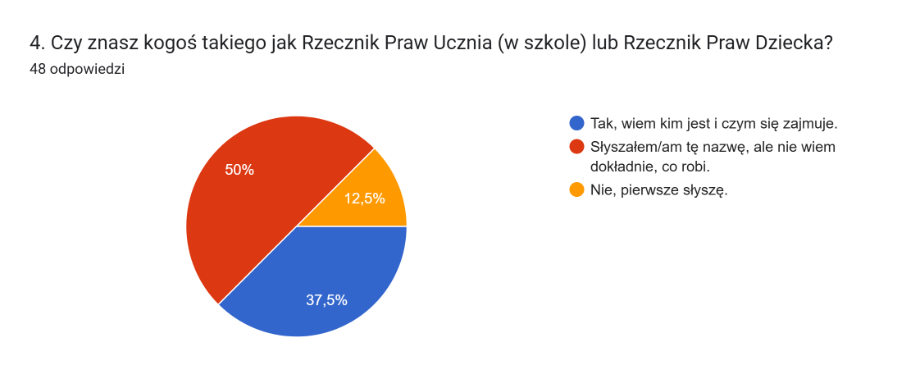 4. Czy znasz kogoś takiego jak Rzecznik Praw Ucznia (w szkole) lub Rzecznik Praw Dziecka?
48 odpowiedzi
Tak, wiem kim jest i czym się zajmuje.
Słyszałem/am tę nazwę, ale nie wiem
dokładnie, co robi.
Nie, pierwsze słyszę.
50%
12,5%
37,5%